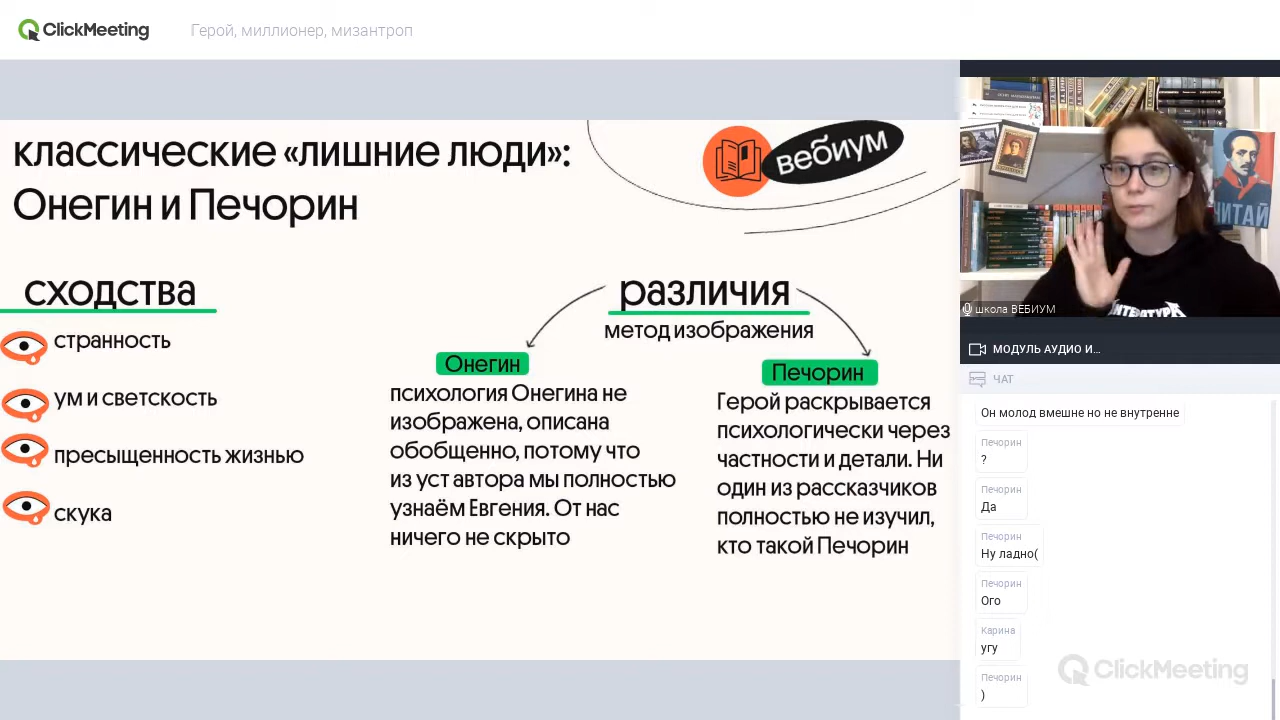 ClickMeeting
Герой, миллионер, мизантроп
классические «лишние люди»:
Онегин и Печорин
вебиум
сходства
странность
ум и светскость
пресыщенность жизнью
скука
различия
метод изображения
Онегин
психология Онегина не
изображена, описана
обобщенно, потому что
из уст автора мы полностью
узнаём Евгения. От нас
ничего не скрыто
Печорин
Герой раскрывается
психологически через
частности и детали. Ни
один из рассказчиков
полностью не изучил,
кто такой Печорин
ЧИТАЙ
школа ВЕБИУМ
МОДУЛЬ АУДИО И...
ЧАТ
Он молод вмешне но не внутренне
Печорин
?
Печорин
Да
Печорин
Ну ладно(
Печорин
Ого
Карина
угу
Печорин
)
ClickMeeting